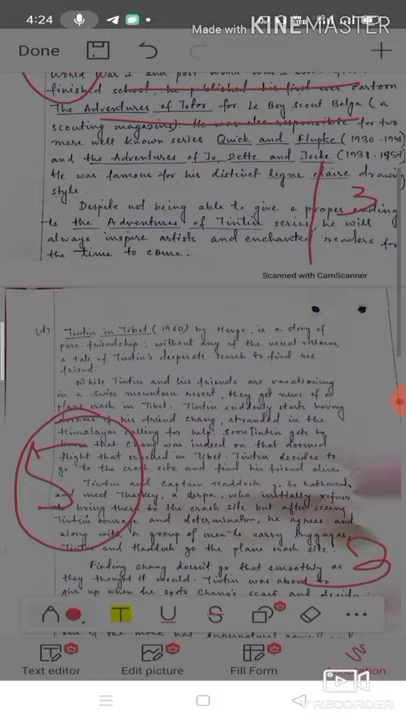 4:24
Made with KINEMASTER
Done
World War I and post World War
finished school. he published his first ever cartoon
The Adventures of Totor for Le Boy Scout Belge (a
scouting magazine). He was also responsible for two
more well known series Quick and Flupke (1930-1940)
and the Adventures of Jo, Zette and Jocko (1931-1957)
He was famous for his distinct legne claire drawing
style.
3
Despite not being able to give a proper ending
to the Adventures of Tintin series, he will
always inspire artists and enchanted readers for
the time to come.
Scanned with CamScanner
(d) Tintin in Tibet (1960) by Herge, is a story of
pure friendship; without any of the usual villains,
a tale of Tintin's desperate search to find his
friend.
While Tintin and his friends are vacationing
in a Swiss mountain resort, they get news of a
plane crash in Tibet. Tintin suddenly starts having
dreams of his friend Chang, stranded in the
Himalayas calling for help. Soon Tintin gets to
know that Chang was indeed on that doomed
flight that crashed in Tibet. Tintin decides to
go to the crash site and find his friend alive.
Tintin and Captain Haddock to Kathmandu
and meet Tharkey, a sherpa, who initially refuses
to bring them to the crash site but after seeing
Tintin courage and determination, he agrees and
along with a group of men to carry luggages
Tintin and Haddock go the plane crash site.
Finding Chang doesn't go that smoothly as
they thought it would. Tintin was about to
give up when he spots Chang's scarf and decides
A T U S
Text editor
Edit picture
Fill Form
Annotation
RECORDER